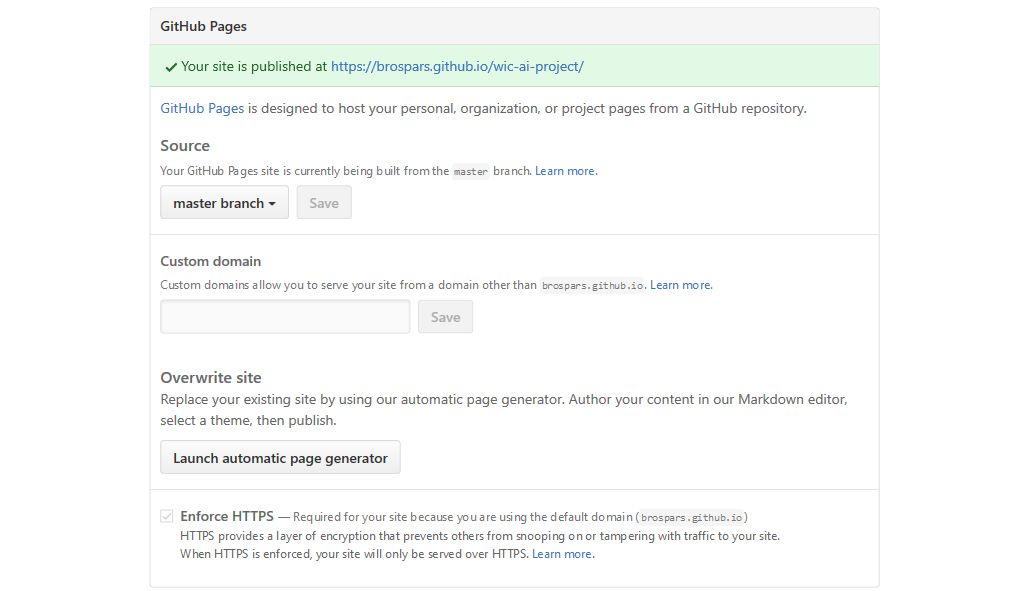 GitHub Pages
Your site is published at https://brospars.github.io/wic-ai-project/
GitHub Pages is designed to host your personal, organization, or project pages from a GitHub repository.
Source
Your GitHub Pages site is currently being built from the master branch. Learn more.
master branch
Save
Custom domain
Custom domains allow you to serve your site from a domain other than brospars.github.io. Learn more.
Save
Overwrite site
Replace your existing site by using our automatic page generator. Author your content in our Markdown editor,
select a theme, then publish.
Launch automatic page generator
Enforce HTTPS — Required for your site because you are using the default domain (brospars.github.io)
HTTPS provides a layer of encryption that prevents others from snooping on or tampering with traffic to your site.
When HTTPS is enforced, your site will only be served over HTTPS. Learn more.